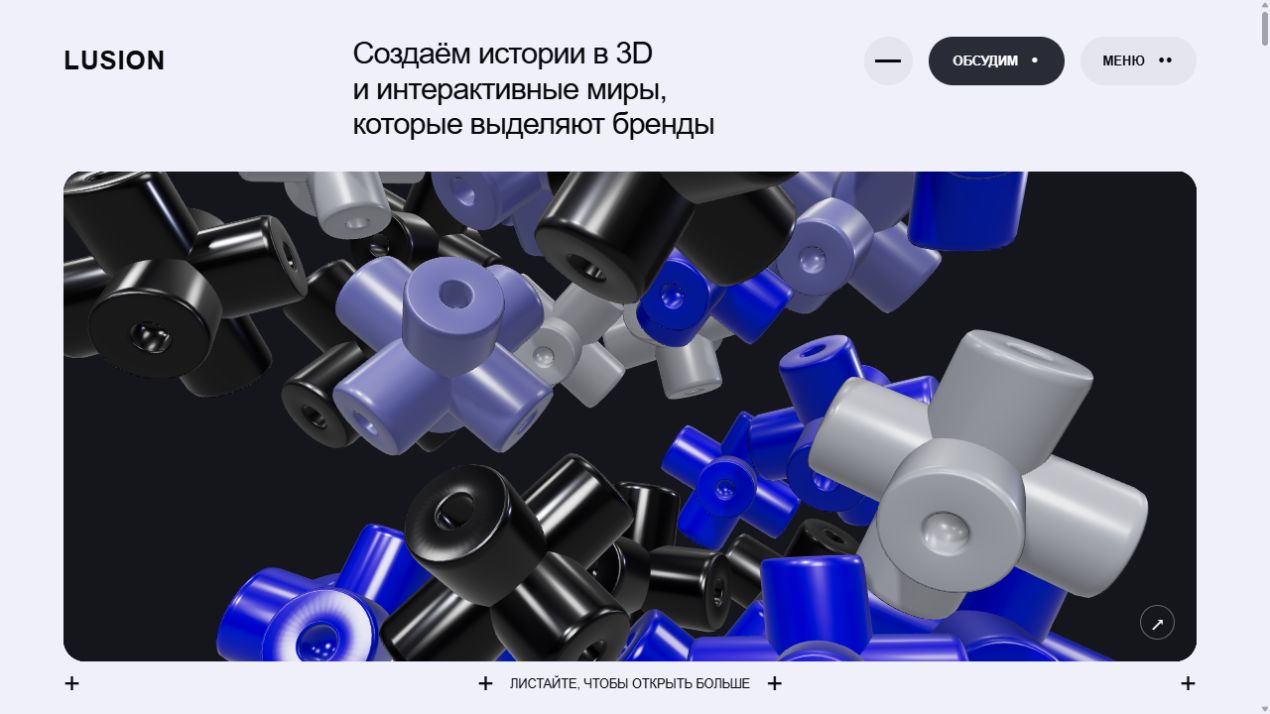 LUSION
Создаём истории в 3D
и интерактивные миры,
которые выделяют бренды
ОБСУДИМ
МЕНЮ
ЛИСТАЙТЕ, ЧТОБЫ ОТКРЫТЬ БОЛЬШЕ